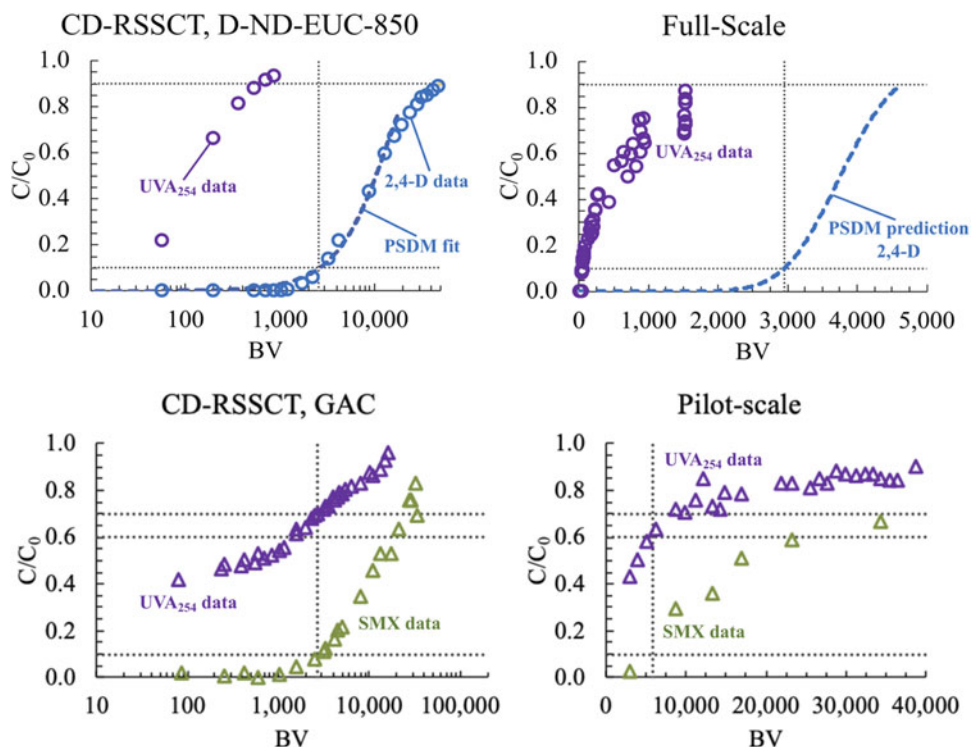 CD-RSSCT, D-ND-EUC-850
1.0
0.8
0.6
0.4
0.2
0.0
C/C₀
UVA₂₅₄ data
2,4-D data
PSDM fit
10
100
1,000
10,000
BV
Full-Scale
1.0
0.8
0.6
0.4
0.2
0.0
C/C₀
UVA₂₅₄ data
PSDM prediction
2,4-D
0
1,000
2,000
3,000
4,000
5,000
BV
CD-RSSCT, GAC
1.0
0.8
0.6
0.4
0.2
0.0
C/C₀
UVA₂₅₄ data
SMX data
10
100
1,000
10,000
100,000
BV
Pilot-scale
1.0
0.8
0.6
0.4
0.2
0.0
C/C₀
UVA₂₅₄ data
SMX data
0
10,000
20,000
30,000
40,000
BV